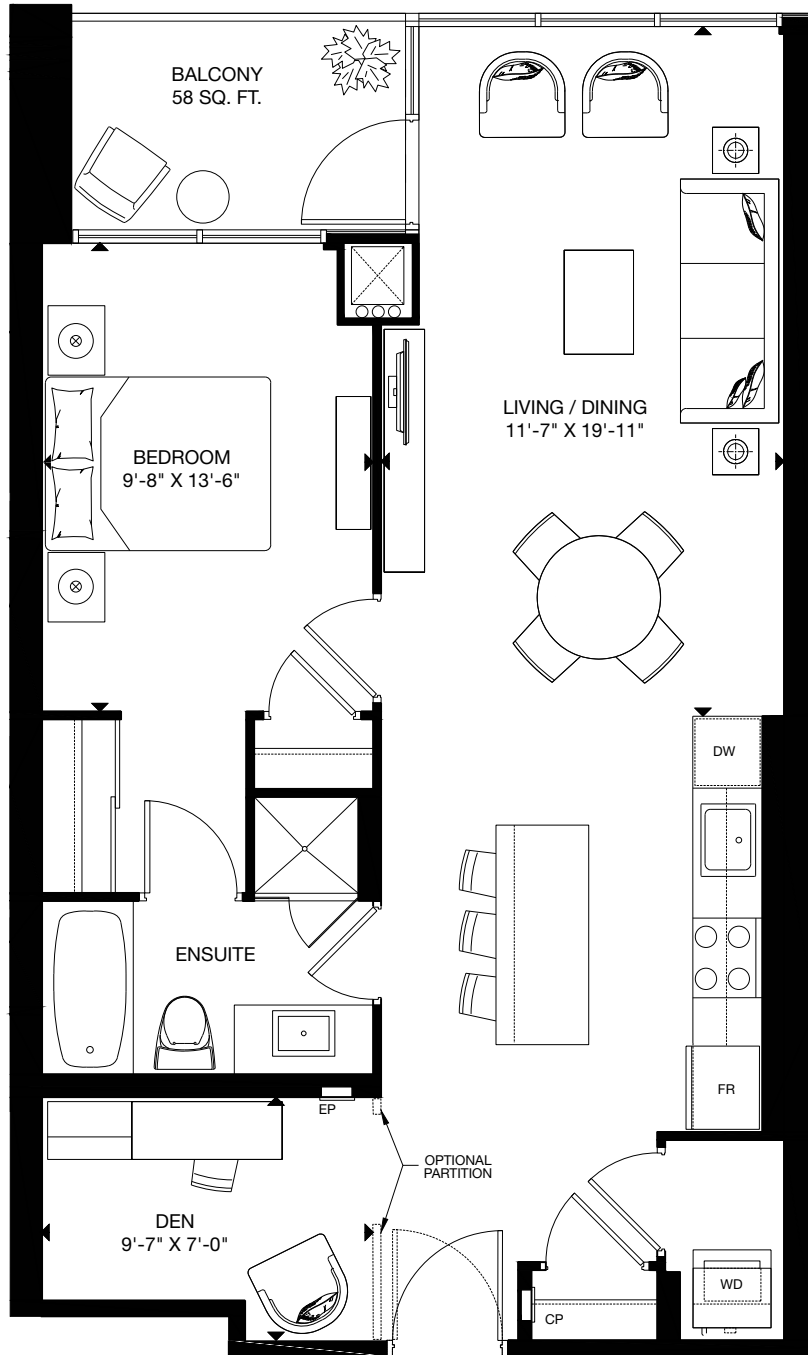 BALCONY
58 SQ. FT.
LIVING / DINING
11'-7" X 19'-11"
BEDROOM
9'-8" X 13'-6"
DW
ENSUITE
FR
EP
OPTIONAL
PARTITION
DEN
9'-7" X 7'-0"
WD
CP